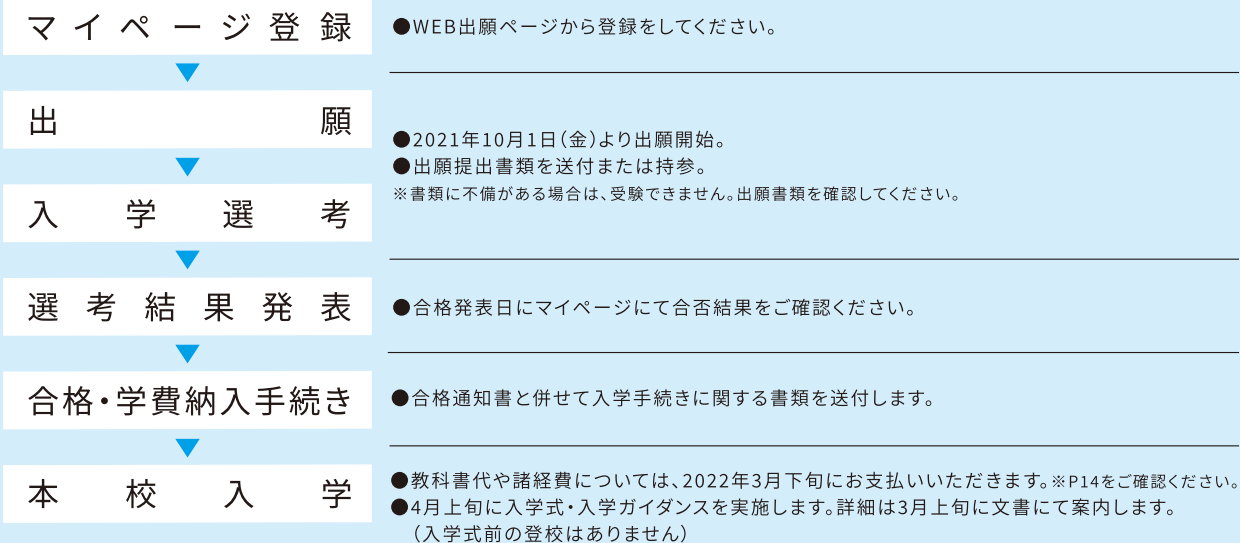 マイページ登録
●WEB出願ページから登録をしてください。
出願
●2021年10月1日(金)より出願開始。
●出願提出書類を送付または持参。
※書類に不備がある場合は、受験できません。出願書類を確認してください。
入学選考
選考結果発表
●合格発表日にマイページにて合否結果をご確認ください。
合格・学費納入手続き
●合格通知書と併せて入学手続きに関する書類を送付します。
本校入学
●教科書代や諸経費については、2022年3月下旬にお支払いいただきます。※P14をご確認ください。
●4月上旬に入学式・入学ガイダンスを実施します。詳細は3月上旬に文書にて案内します。
(入学式前の登校はありません)